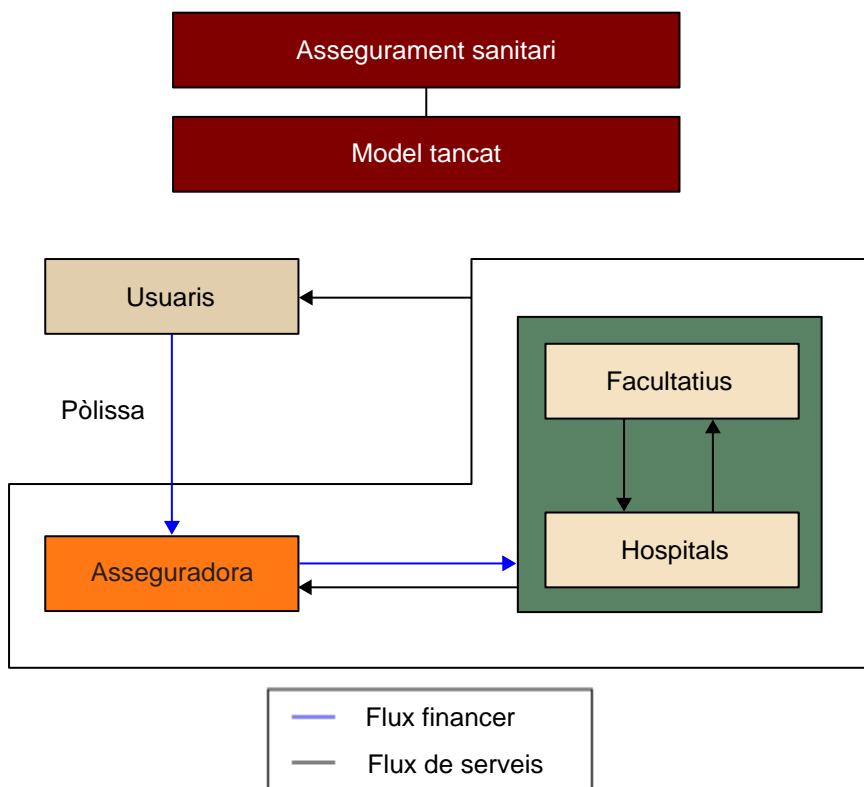 Assegurament sanitari
Model tancat
Usuaris
Facultatius
Pòlissa
Hospitals
Asseguradora
Flux financer
Flux de serveis